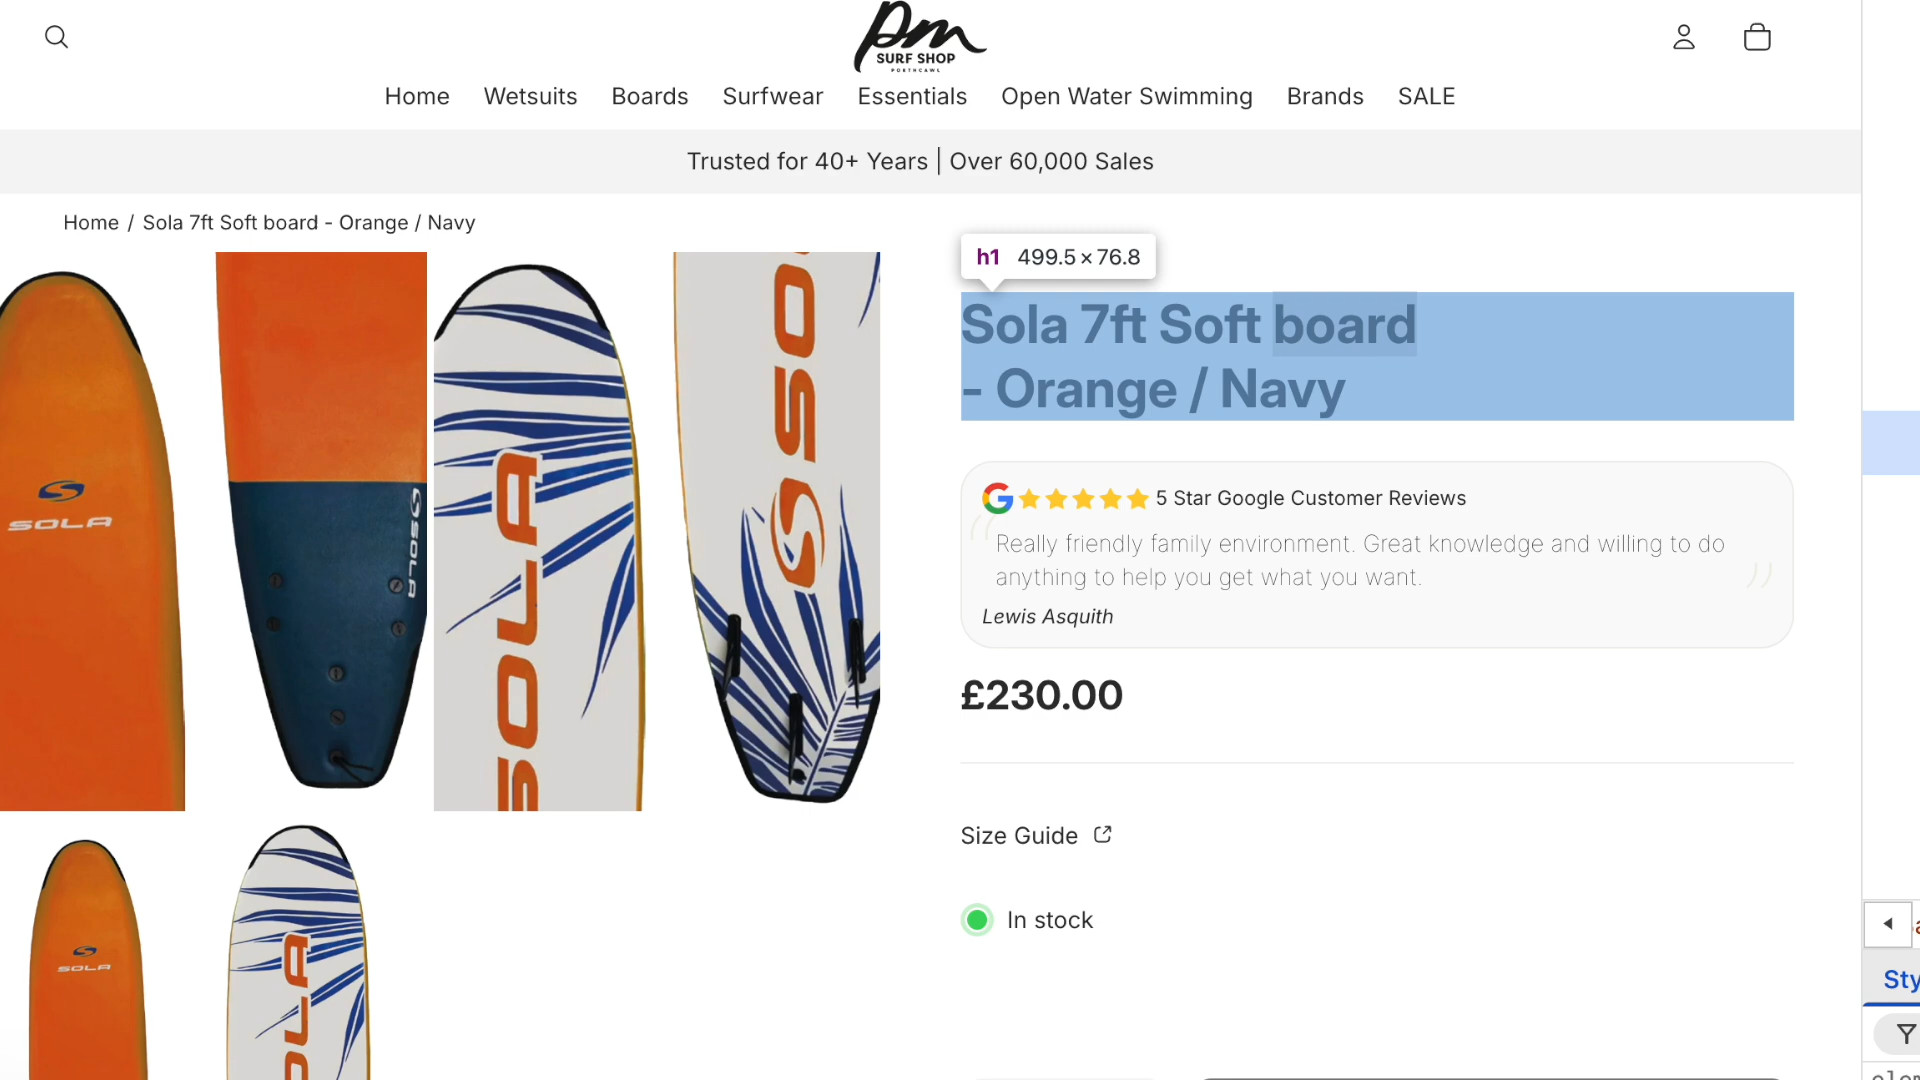 pm
SURF SHOP
PORTHCAWL
Home Wetsuits Boards Surfwear Essentials Open Water Swimming Brands SALE
Trusted for 40+ Years | Over 60,000 Sales
Home / Sola 7ft Soft board - Orange / Navy
h1 499.5 × 76.8
Sola 7ft Soft board
- Orange / Navy
5 Star Google Customer Reviews
Really friendly family environment. Great knowledge and willing to do
anything to help you get what you want.
Lewis Asquith
£230.00
Size Guide
In stock
SOLA
SOLA
SOLA
SOLA
SOLA